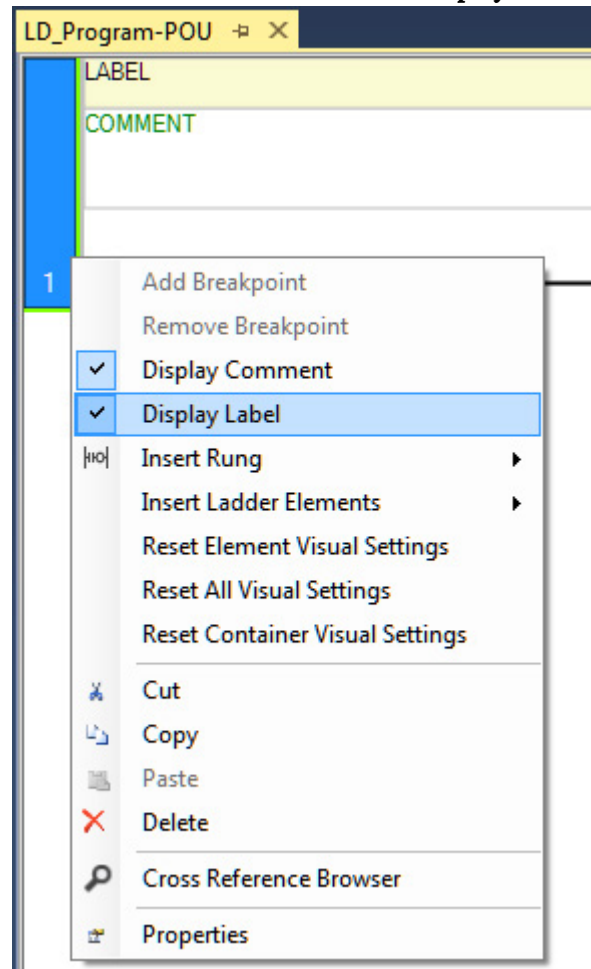 LD_Program-POU
LABEL
COMMENT
1
Add Breakpoint
Remove Breakpoint
Display Comment
Display Label
Insert Rung
Insert Ladder Elements
Reset Element Visual Settings
Reset All Visual Settings
Reset Container Visual Settings
Cut
Copy
Paste
Delete
Cross Reference Browser
Properties